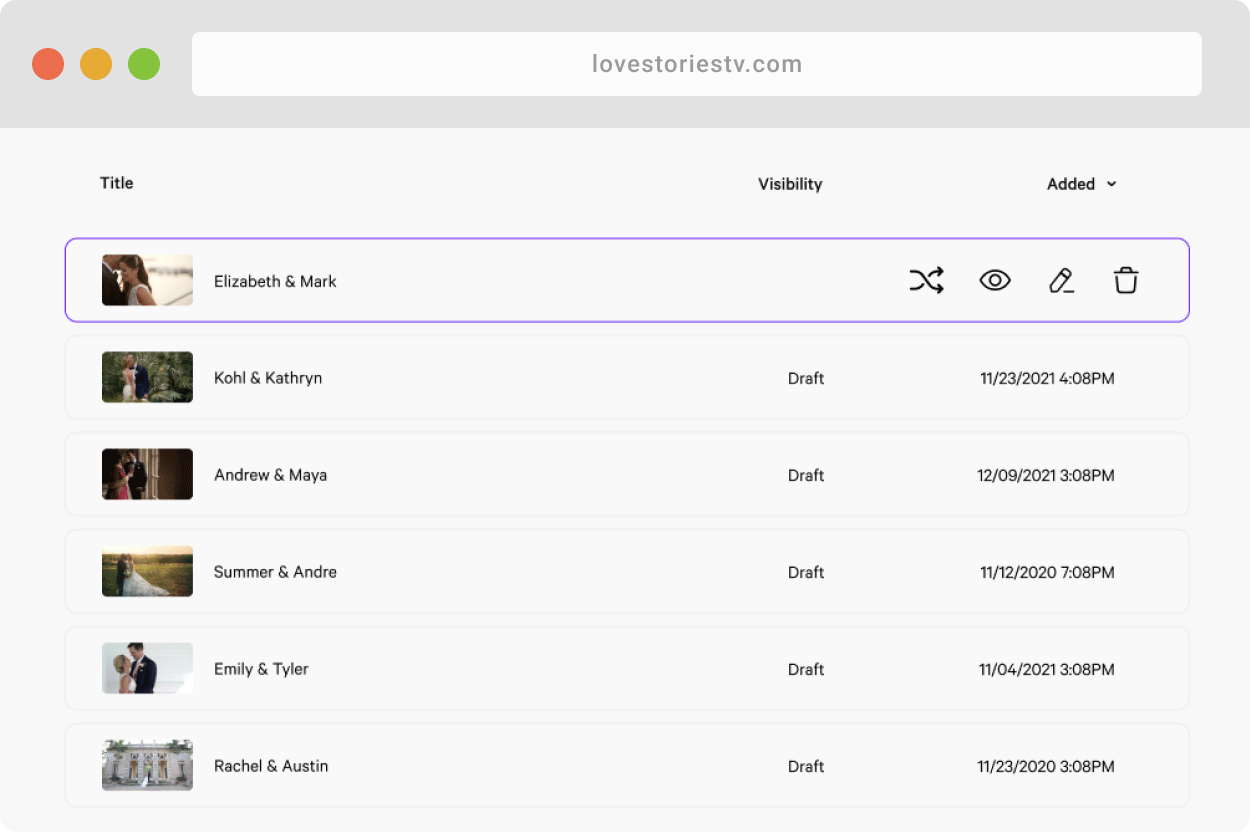 lovestoriestv.com
Title Visibility Added
Elizabeth & Mark
Kohl & Kathryn Draft 11/23/2021 4:08PM
Andrew & Maya Draft 12/09/2021 3:08PM
Summer & Andre Draft 11/12/2020 7:08PM
Emily & Tyler Draft 11/04/2021 3:08PM
Rachel & Austin Draft 11/23/2020 3:08PM